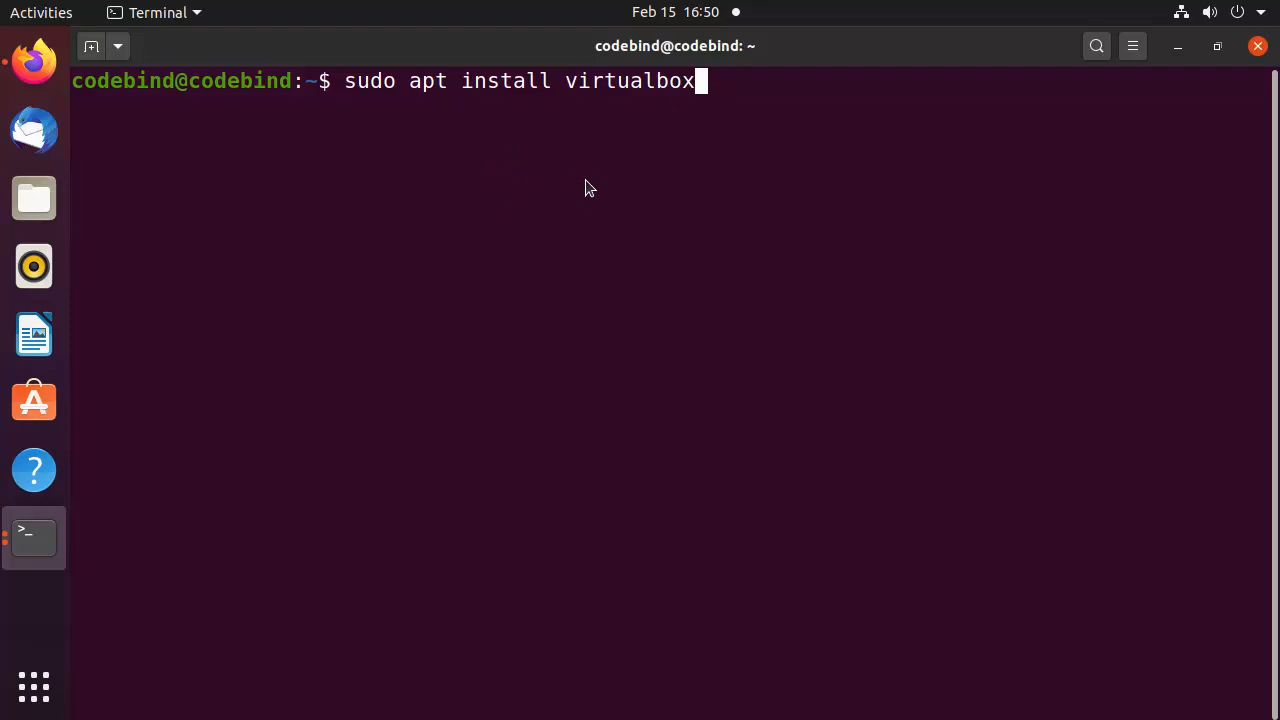 Activities
Terminal
Feb 15 16:50
codebind@codebind: ~
codebind@codebind:~$ sudo apt install virtualbox
>_